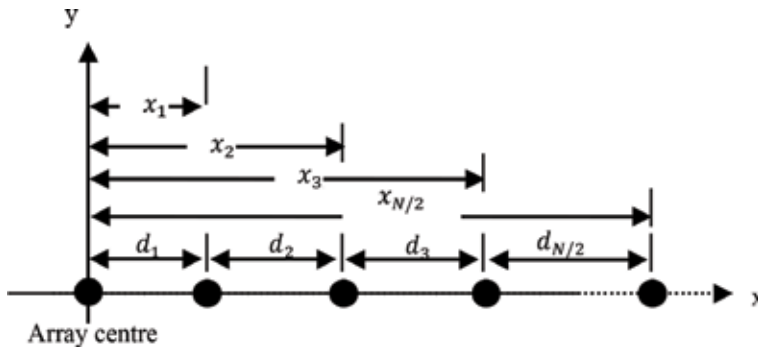 y
x₁
x₂
x₃
x_{N/2}
d₁ d₂ d₃ d_{N/2}
x
Array centre